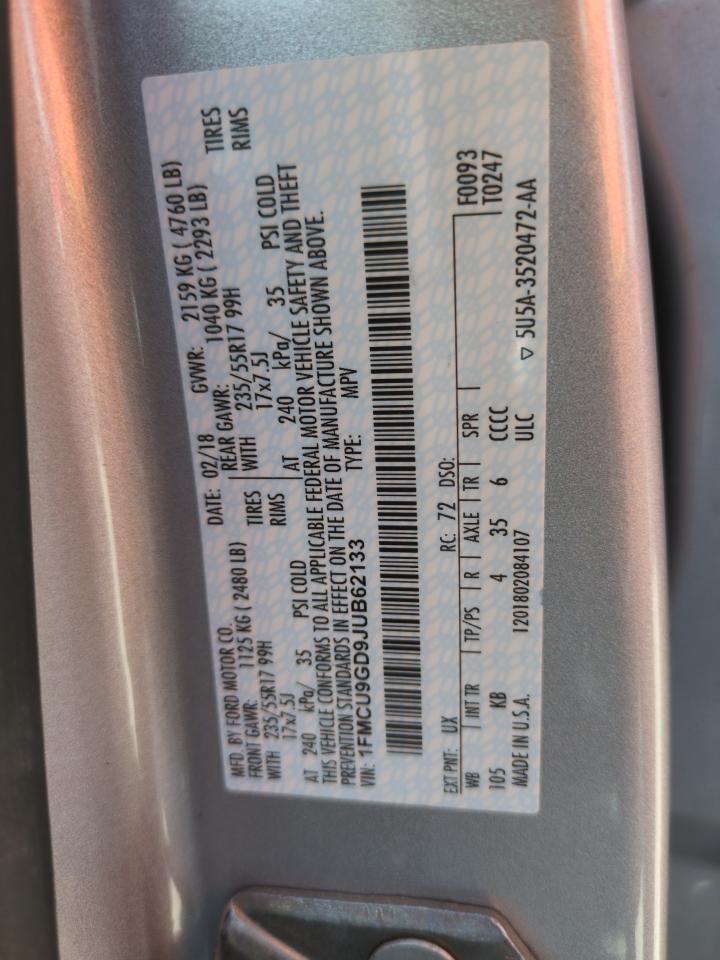 MFD. BY FORD MOTOR CO.
DATE: 02/18 GVWR: 2159 KG ( 4760 LB)
FRONT GAWR: 1125 KG ( 2480 LB) REAR GAWR: 1040 KG ( 2293 LB)
WITH 235/55R17 99H TIRES WITH 235/55R17 99H TIRES
17x7.5J RIMS 17x7.5J RIMS
AT 240 kPa/ 35 PSI COLD AT 240 kPa/ 35 PSI COLD
THIS VEHICLE CONFORMS TO ALL APPLICABLE FEDERAL MOTOR VEHICLE SAFETY AND THEFT
PREVENTION STANDARDS IN EFFECT ON THE DATE OF MANUFACTURE SHOWN ABOVE.
VIN: 1FMCU9GD9JUB62133 TYPE: MPV
EXT PNT: UX RC: 72 DSO: F0093
WB INT TR TP/PS R AXLE TR SPR T0247
105 KB 4 35 6 CCCC
MADE IN U.S.A. 1201802084107 ULC ▽ 5U5A-3520472-AA